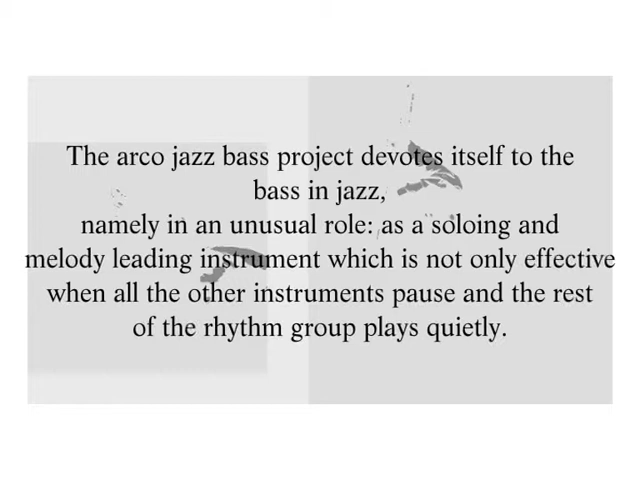 The arco jazz bass project devotes itself to the
bass in jazz,
namely in an unusual role: as a soloing and
melody leading instrument which is not only effective
when all the other instruments pause and the rest
of the rhythm group plays quietly.